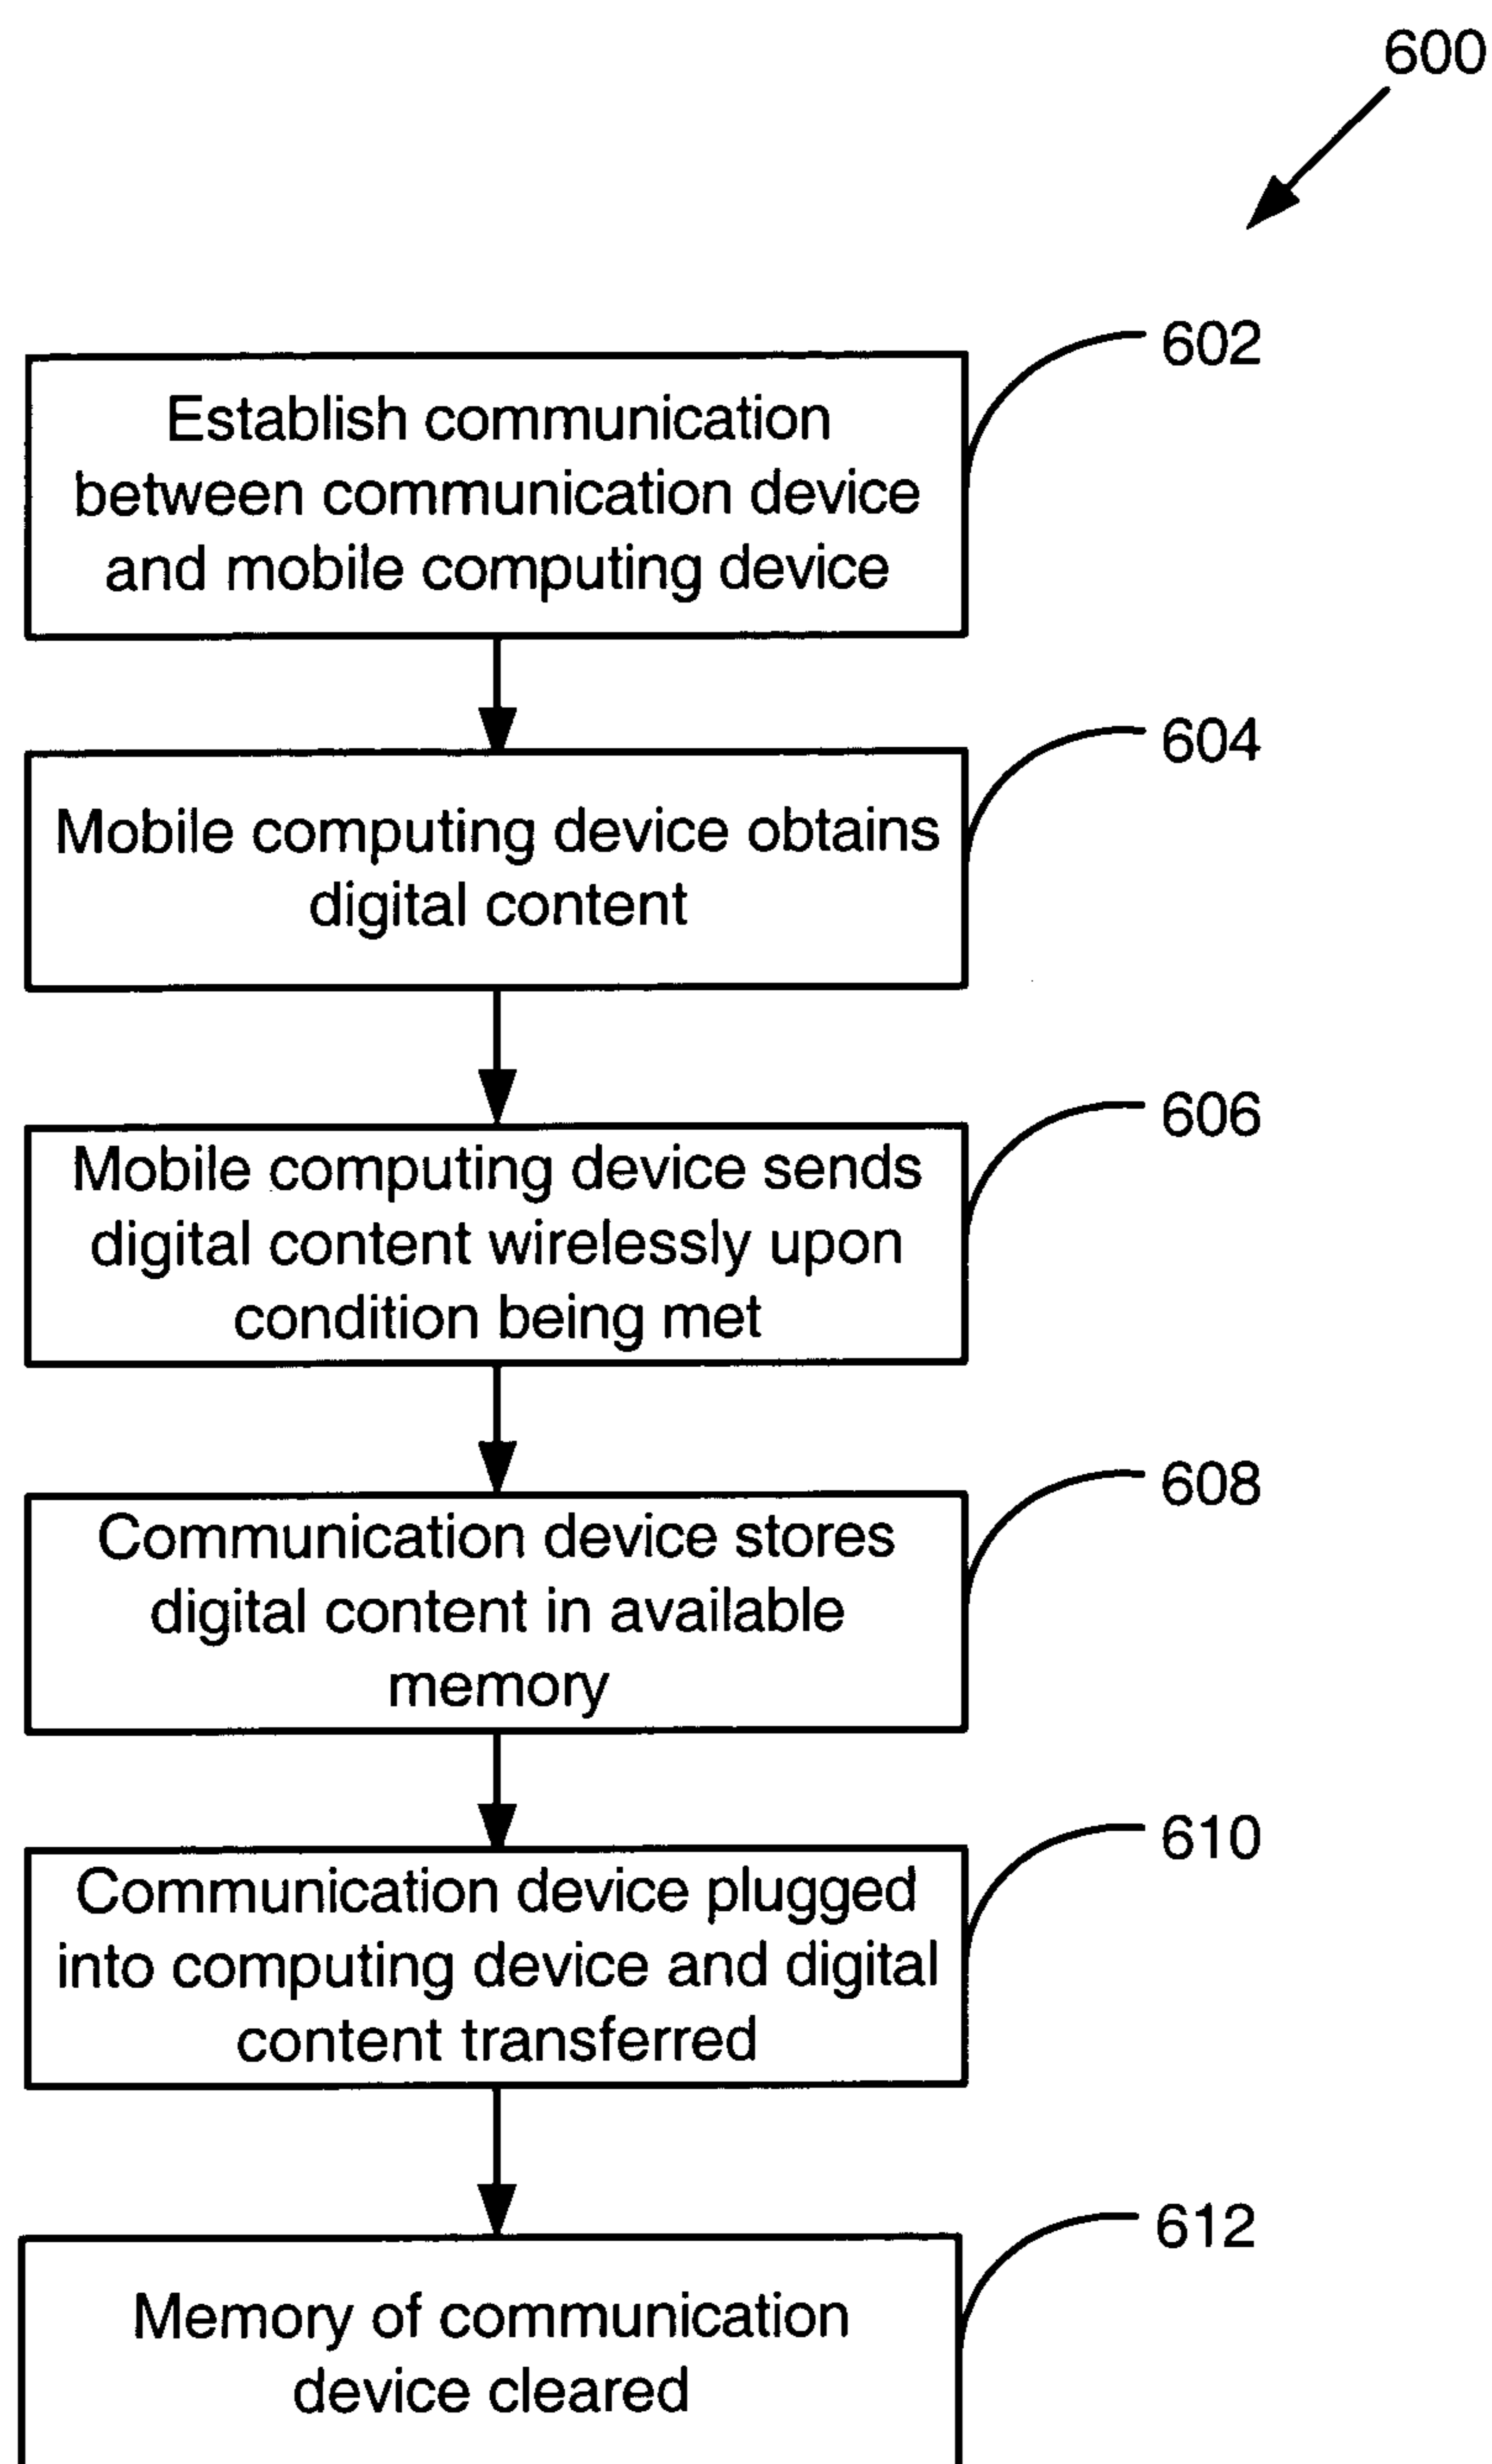 600
602
Establish communication
between communication device
and mobile computing device
604
Mobile computing device obtains
digital content
606
Mobile computing device sends
digital content wirelessly upon
condition being met
608
Communication device stores
digital content in available
memory
610
Communication device plugged
into computing device and digital
content transferred
612
Memory of communication
device cleared